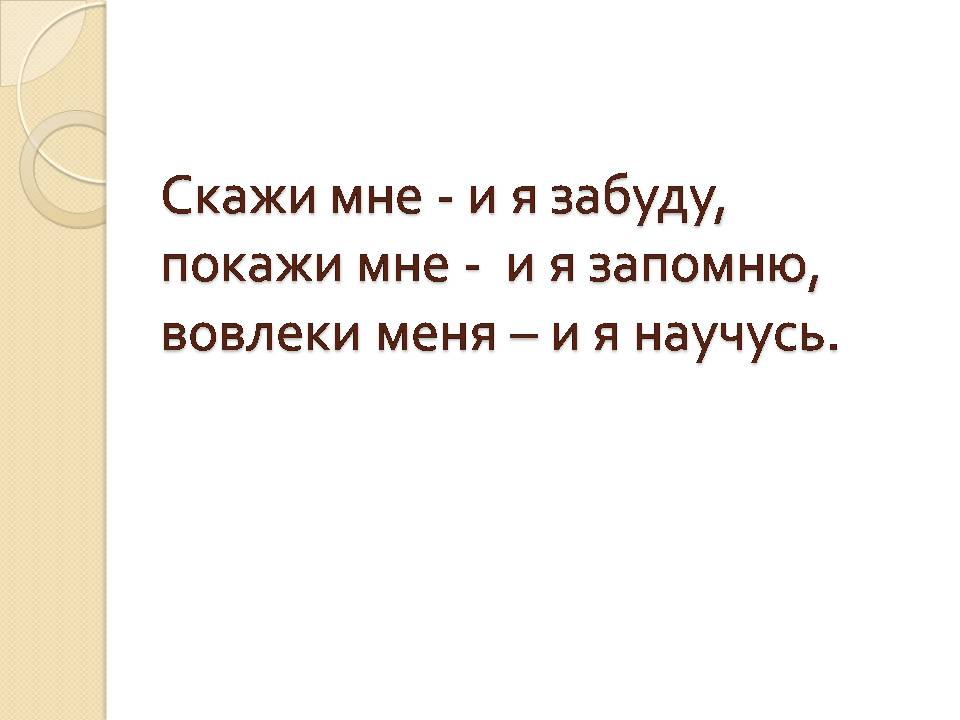 Скажи мне - и я забуду,
покажи мне -  и я запомню,
вовлеки меня – и я научусь.